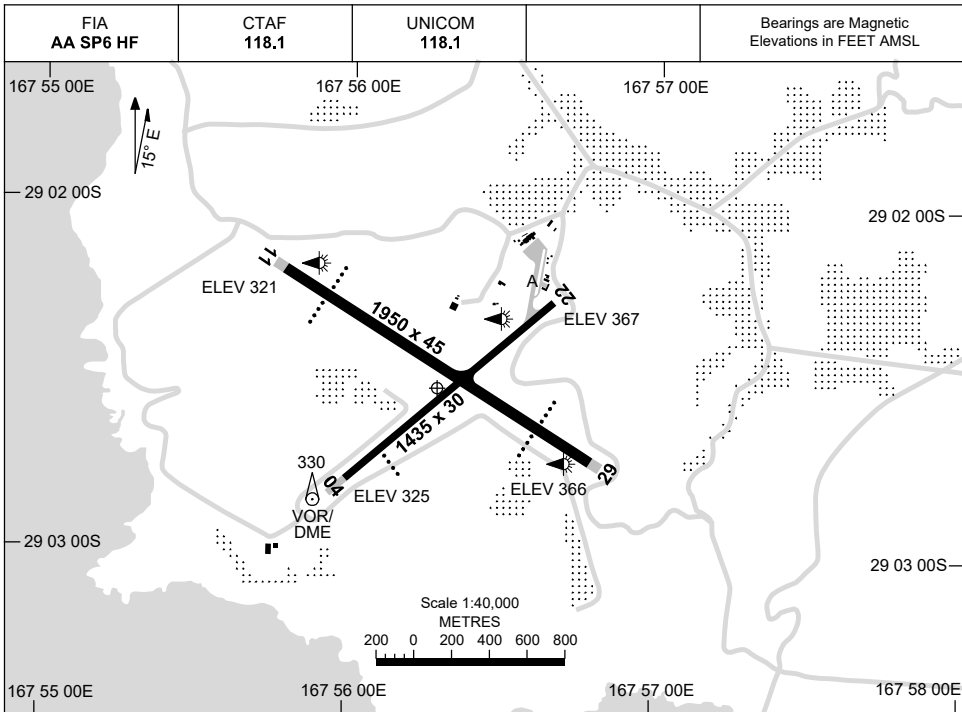 FIA
AA SP6 HF
CTAF
118.1
UNICOM
118.1
Bearings are Magnetic
Elevations in FEET AMSL
167 55 00E
167 56 00E
167 57 00E
15° E
29 02 00S
29 02 00S
11
ELEV 321
A
22
ELEV 367
1950 x 45
1435 x 30
330
04
ELEV 325
VOR/
DME
29
ELEV 366
29 03 00S
29 03 00S
Scale 1:40,000
METRES
200 0 200 400 600 800
167 55 00E
167 56 00E
167 57 00E
167 58 00E